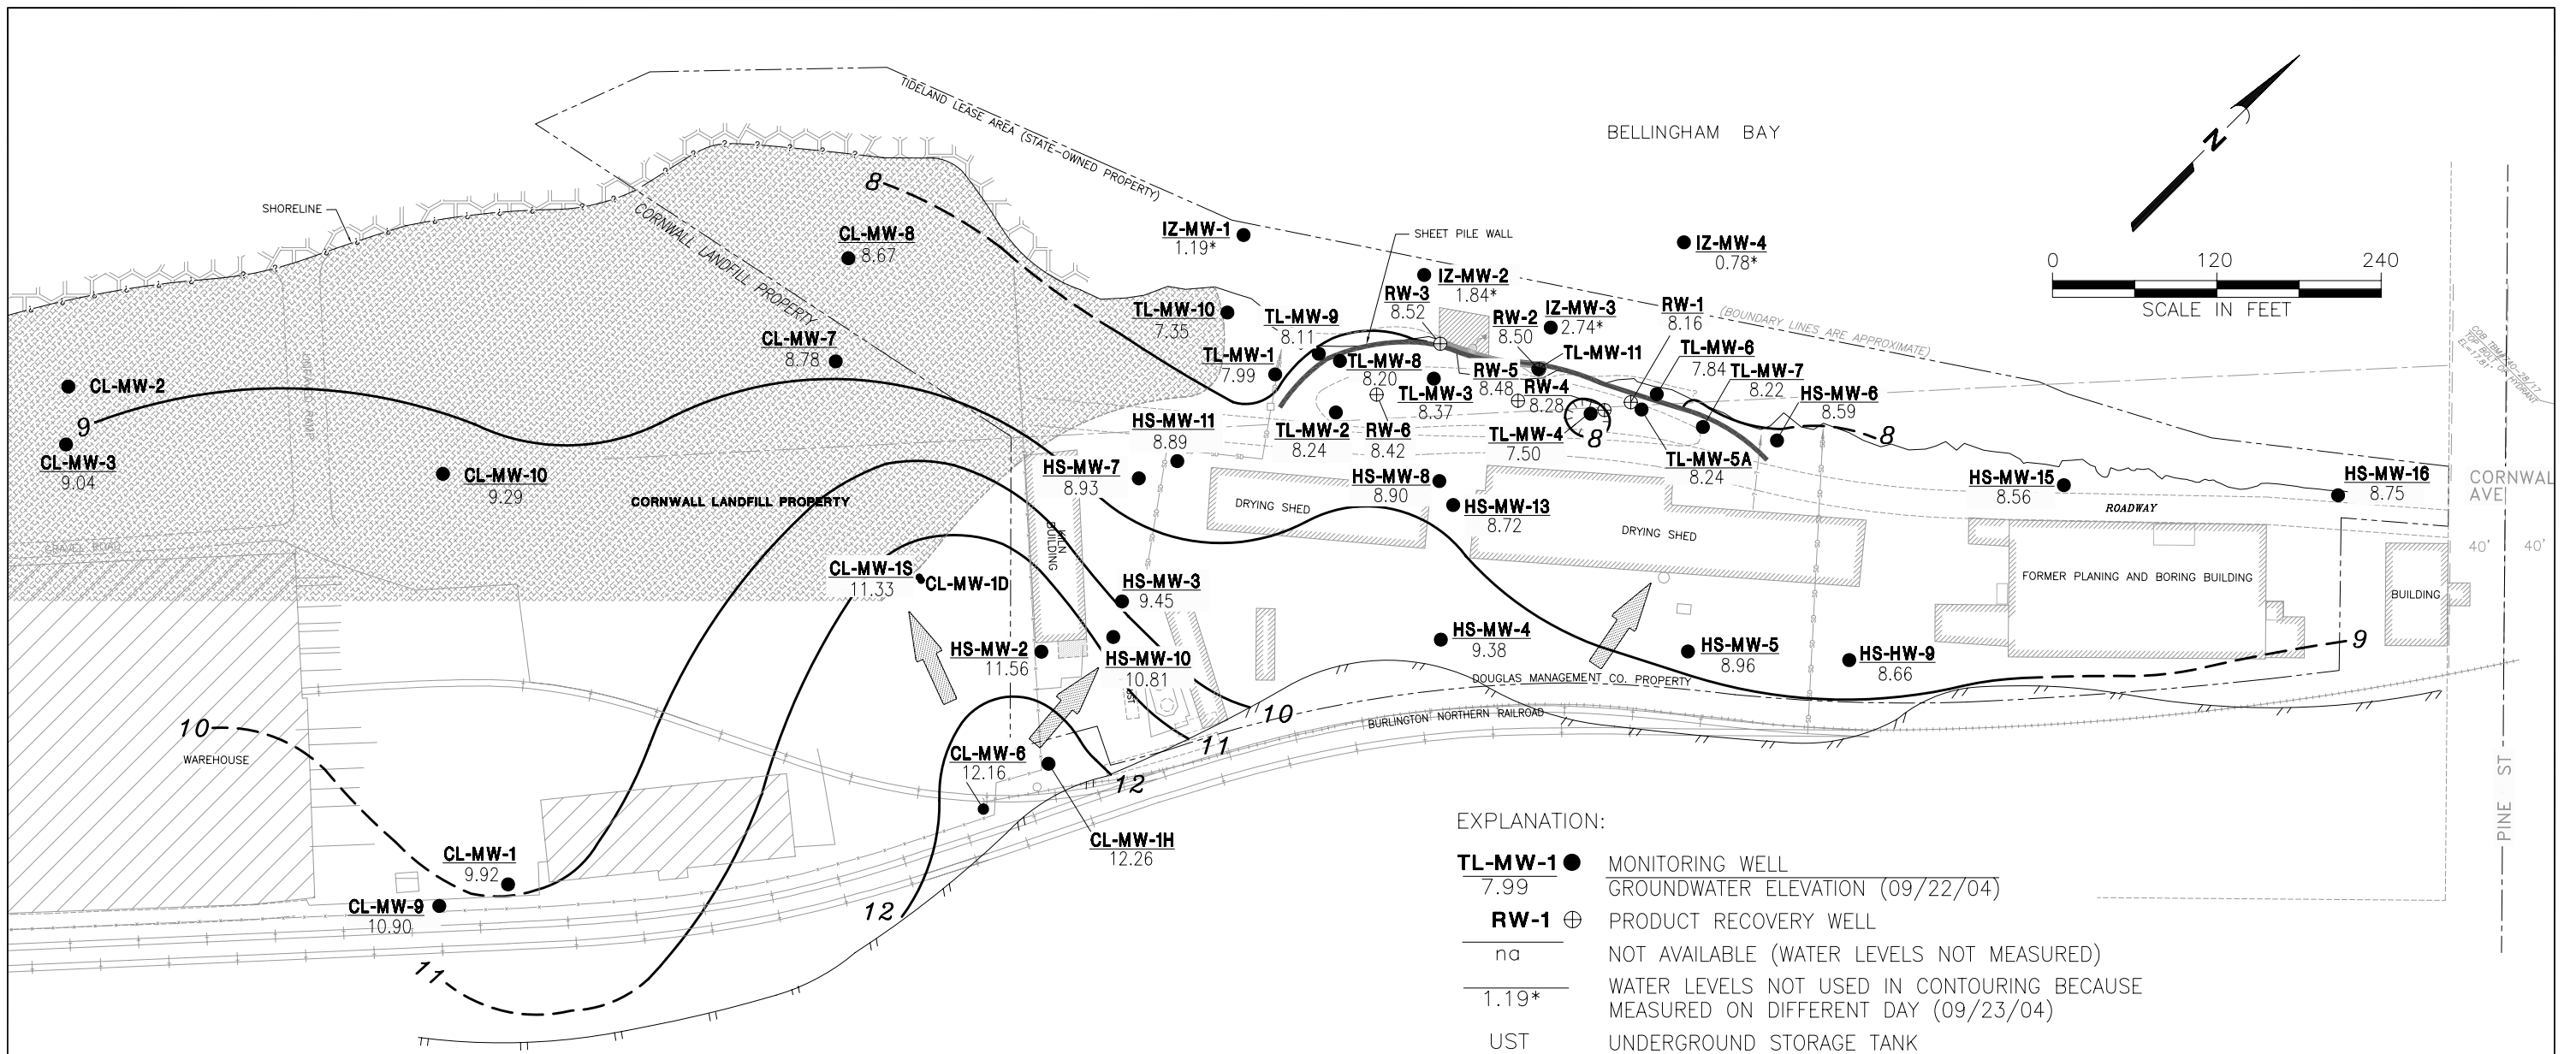 BELLINGHAM BAY
TIDELAND LEASE AREA (STATE-OWNED PROPERTY)
N
0 120 240
SCALE IN FEET
SHORELINE
CORNWALL LANDFILL PROPERTY
8
CL-MW-8
8.67
IZ-MW-1
1.19*
SHEET PILE WALL
IZ-MW-4
0.78*
IZ-MW-2
1.84*
RW-3
8.52
IZ-MW-3
2.74*
RW-1
8.16
RW-2
8.50
(BOUNDARY LINES ARE APPROXIMATE)
TL-MW-10
7.35
TL-MW-9
8.11
TL-MW-1
7.99
TL-MW-8
8.20
TL-MW-11
TL-MW-6
7.84
TL-MW-7
8.22
RW-5
8.48
RW-4
8.28
TL-MW-3
8.37
HS-MW-6
8.59
CL-MW-7
8.78
CL-MW-2
9
CL-MW-3
9.04
CL-MW-10
9.29
CORNWALL LANDFILL PROPERTY
HS-MW-11
8.89
HS-MW-7
8.93
TL-MW-2
8.24
RW-6
8.42
TL-MW-4
7.50
8
TL-MW-5A
8.24
8
HS-MW-8
8.90
HS-MW-13
8.72
HS-MW-15
8.56
HS-MW-16
8.75
CORNWAL
AVE
40' 40'
ROADWAY
DRYING SHED
DRYING SHED
GRAVEL ROAD
KILN
BUILDING
CL-MW-1S
11.33
CL-MW-1D
HS-MW-3
9.45
HS-MW-2
11.56
HS-MW-10
10.81
UST
FORMER PLANING AND BORING BUILDING
BUILDING
HS-MW-4
9.38
HS-MW-5
8.96
HS-HW-9
8.66
9
DOUGLAS MANAGEMENT CO. PROPERTY
BURLINGTON NORTHERN RAILROAD
10
11
12
10
WAREHOUSE
CL-MW-6
12.16
CL-MW-1H
12.26
CL-MW-1
9.92
CL-MW-9
10.90
12
11
PINE ST
EXPLANATION:
TL-MW-1 MONITORING WELL
7.99 GROUNDWATER ELEVATION (09/22/04)
RW-1 PRODUCT RECOVERY WELL
na NOT AVAILABLE (WATER LEVELS NOT MEASURED)
1.19* WATER LEVELS NOT USED IN CONTOURING BECAUSE
MEASURED ON DIFFERENT DAY (09/23/04)
UST UNDERGROUND STORAGE TANK